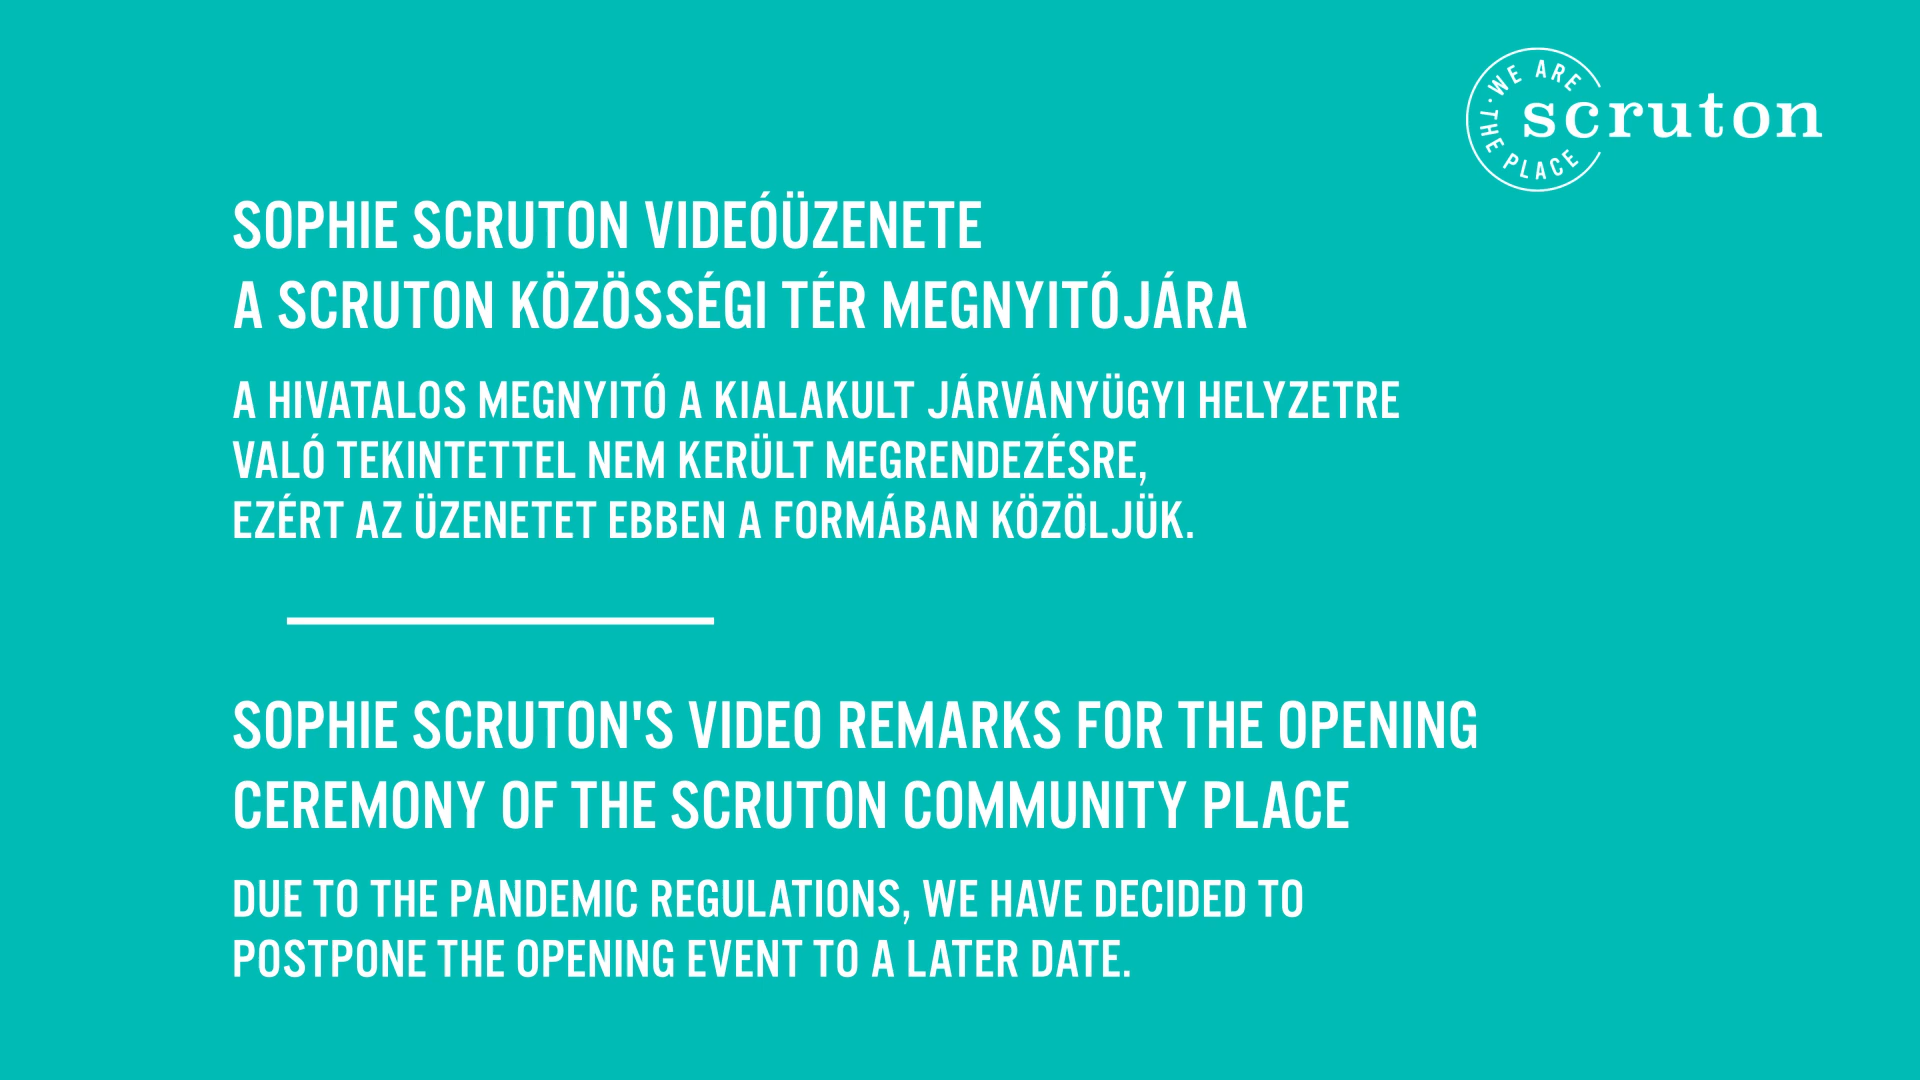 WE ARE
THE PLACE
scruton
SOPHIE SCRUTON VIDEÓÜZENETE
A SCRUTON KÖZÖSSÉGI TÉR MEGNYITÓJÁRA
A HIVATALOS MEGNYITÓ A KIALAKULT JÁRVÁNYÜGYI HELYZETRE
VALÓ TEKINTETTEL NEM KERÜLT MEGRENDEZÉSRE,
EZÉRT AZ ÜZENETET EBBEN A FORMÁBAN KÖZÖLJÜK.
SOPHIE SCRUTON'S VIDEO REMARKS FOR THE OPENING
CEREMONY OF THE SCRUTON COMMUNITY PLACE
DUE TO THE PANDEMIC REGULATIONS, WE HAVE DECIDED TO
POSTPONE THE OPENING EVENT TO A LATER DATE.